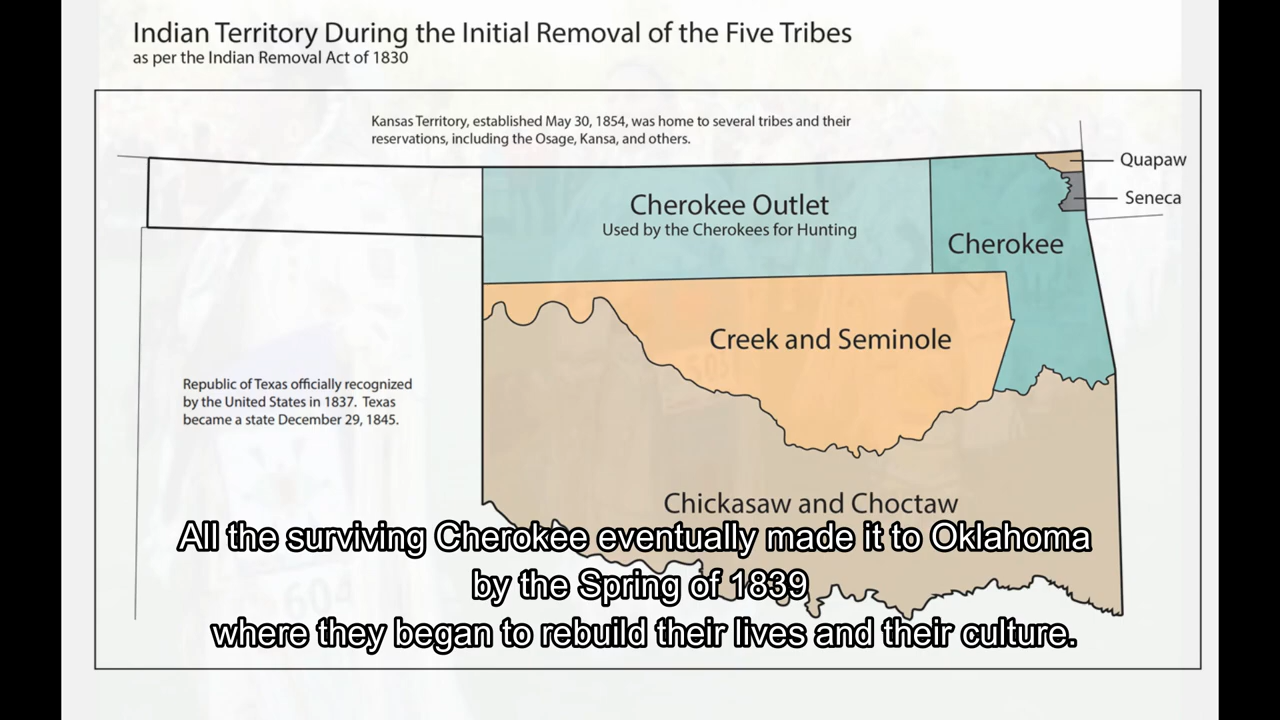 Indian Territory During the Initial Removal of the Five Tribes
as per the Indian Removal Act of 1830
Kansas Territory, established May 30, 1854, was home to several tribes and their
reservations, including the Osage, Kansa, and others.
Quapaw
Seneca
Cherokee Outlet
Used by the Cherokees for Hunting
Cherokee
Creek and Seminole
Republic of Texas officially recognized
by the United States in 1837. Texas
became a state December 29, 1845.
Chickasaw and Choctaw
All the surviving Cherokee eventually made it to Oklahoma
by the Spring of 1839
where they began to rebuild their lives and their culture.
604